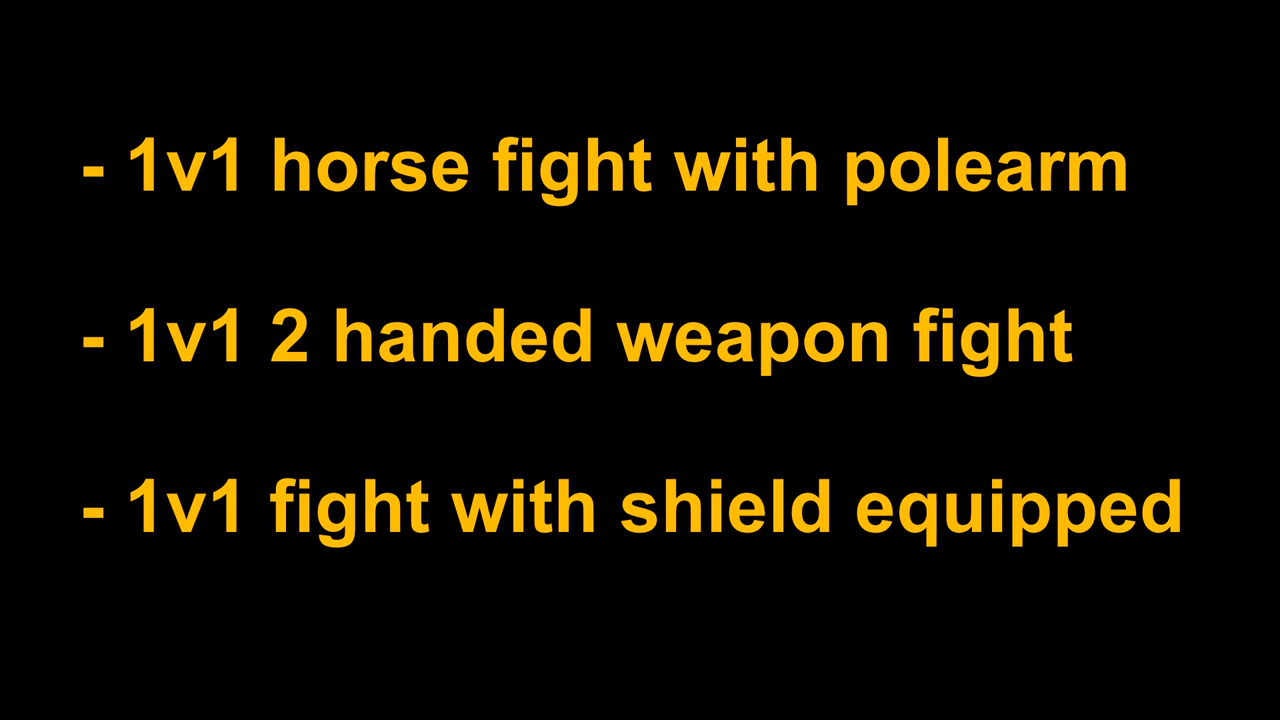 - 1v1 horse fight with polearm
- 1v1 2 handed weapon fight
- 1v1 fight with shield equipped